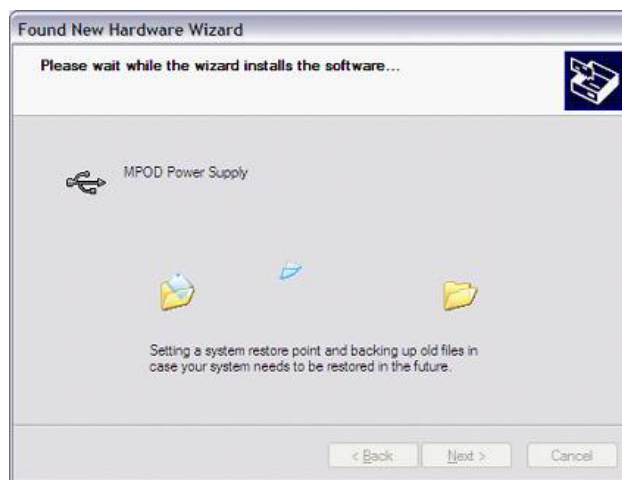 Found New Hardware Wizard
Please wait while the wizard installs the software...
MPOD Power Supply
Setting a system restore point and backing up old files in
case your system needs to be restored in the future.
< Back Next > Cancel